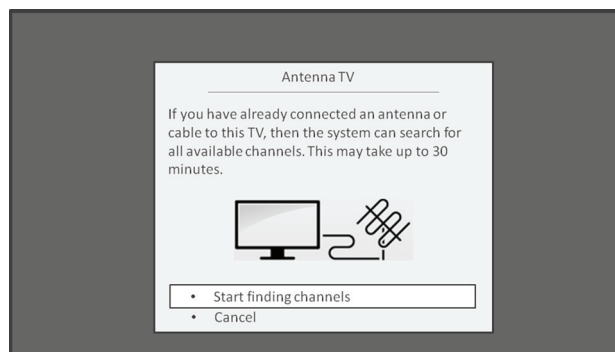 Antenna TV
If you have already connected an antenna or
cable to this TV, then the system can search for
all available channels. This may take up to 30
minutes.
• Start finding channels
• Cancel